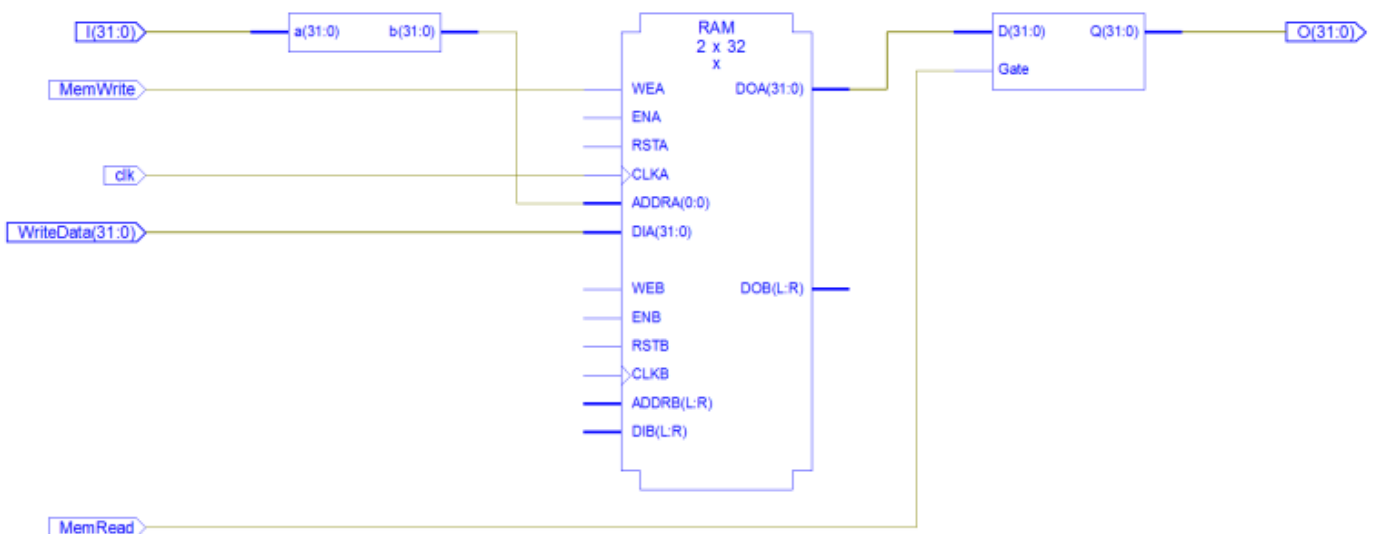 I(31:0)
a(31:0) b(31:0)
RAM
2 x 32
x
D(31:0) Q(31:0)
O(31:0)
Gate
MemWrite
WEA DOA(31:0)
ENA
RSTA
clk
CLKA
ADDRA(0:0)
WriteData(31:0)
DIA(31:0)
WEB DOB(L:R)
ENB
RSTB
CLKB
ADDRB(L:R)
DIB(L:R)
MemRead